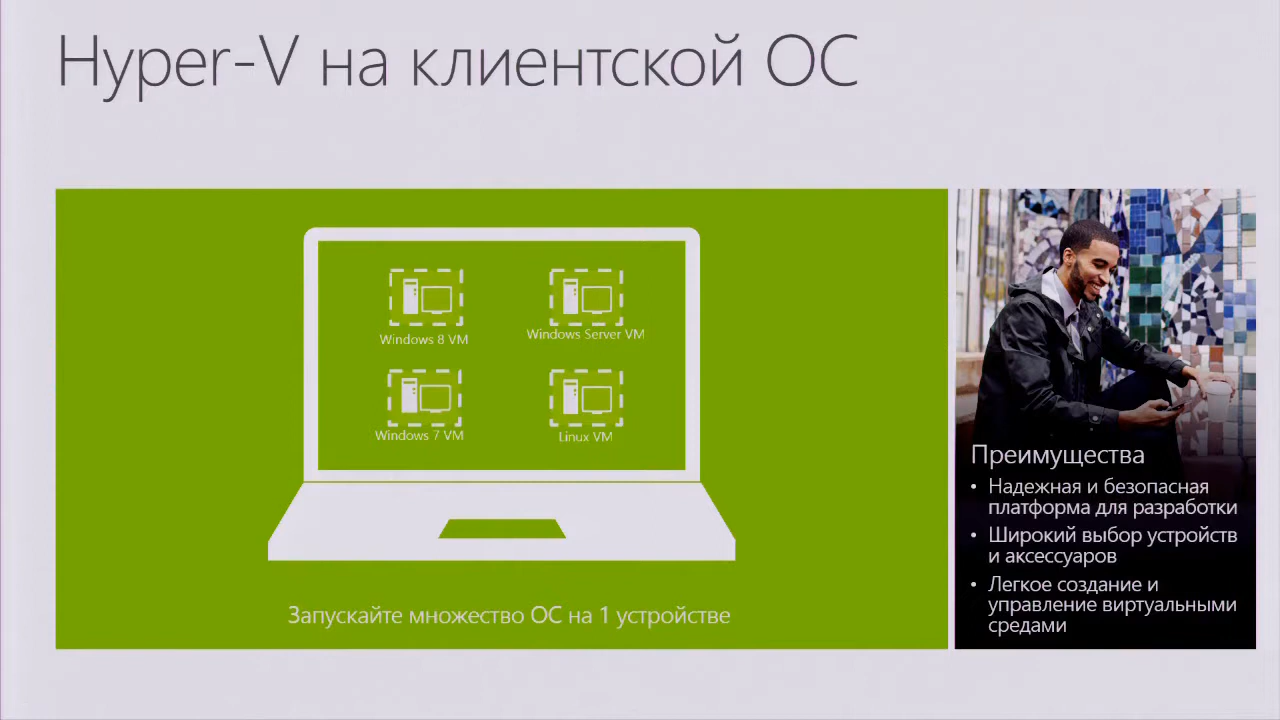 Hyper-V на клиентской ОС
Windows 8 VM
Windows Server VM
Windows 7 VM
Linux VM
Запускайте множество ОС на 1 устройстве
Преимущества
• Надежная и безопасная
платформа для разработки
• Широкий выбор устройств
и аксессуаров
• Легкое создание и
управление виртуальными
средами